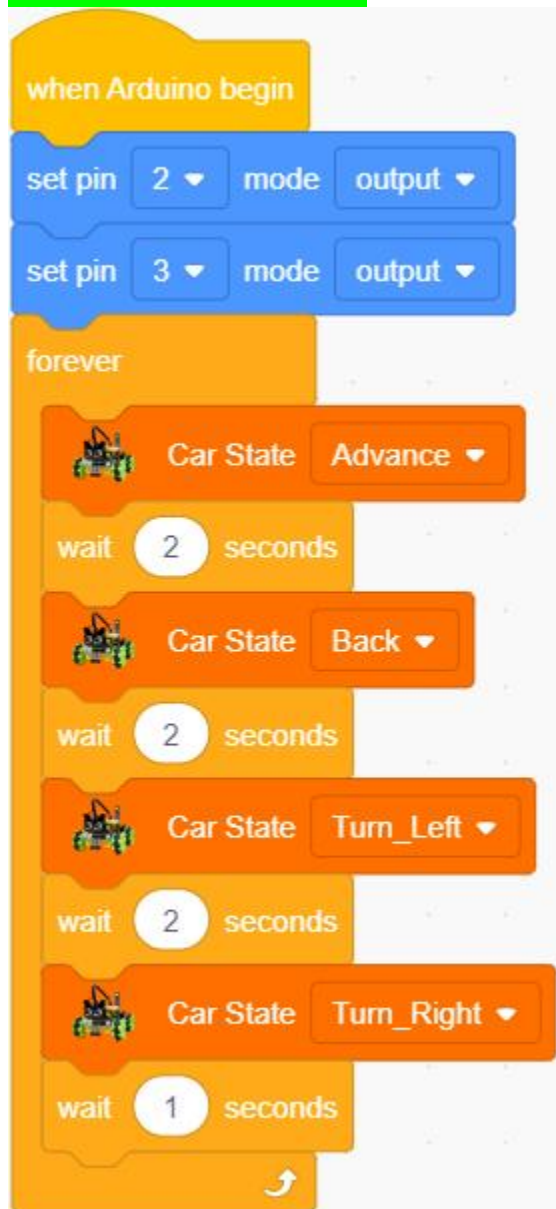 when Arduino begin
set pin 2 mode output
set pin 3 mode output
forever
Car State Advance
wait 2 seconds
Car State Back
wait 2 seconds
Car State Turn_Left
wait 2 seconds
Car State Turn_Right
wait 1 seconds